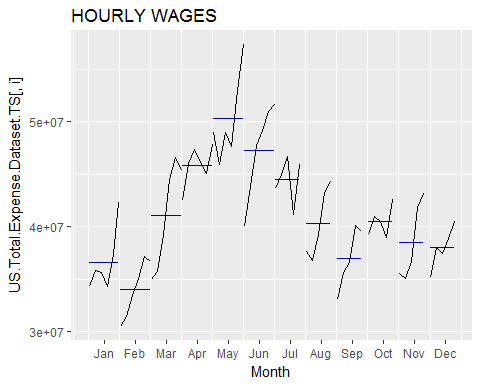 HOURLY WAGES
US.Total.Expense.Dataset.TS[, i]
5e+07
4e+07
3e+07
Jan Feb Mar Apr May Jun Jul Aug Sep Oct Nov Dec
Month